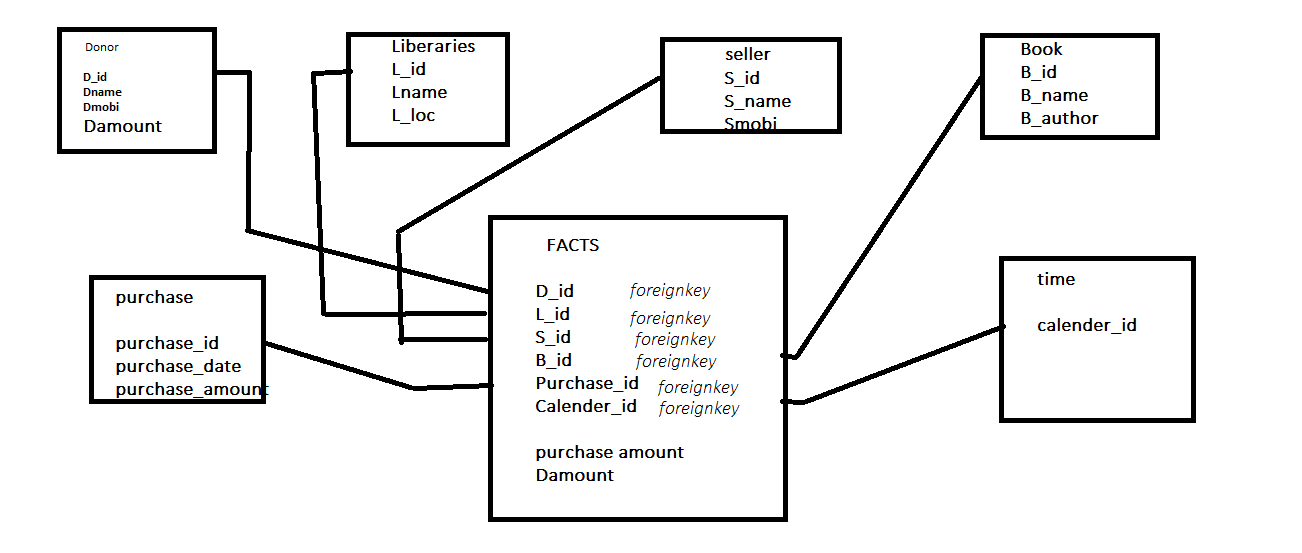 Donor
D_id
Dname
Dmobi
Damount
Liberaries
L_id
Lname
L_loc
seller
S_id
S_name
Smobi
Book
B_id
B_name
B_author
purchase
purchase_id
purchase_date
purchase_amount
FACTS
D_id foreignkey
L_id foreignkey
S_id foreignkey
B_id foreignkey
Purchase_id foreignkey
Calender_id foreignkey
purchase amount
Damount
time
calender_id